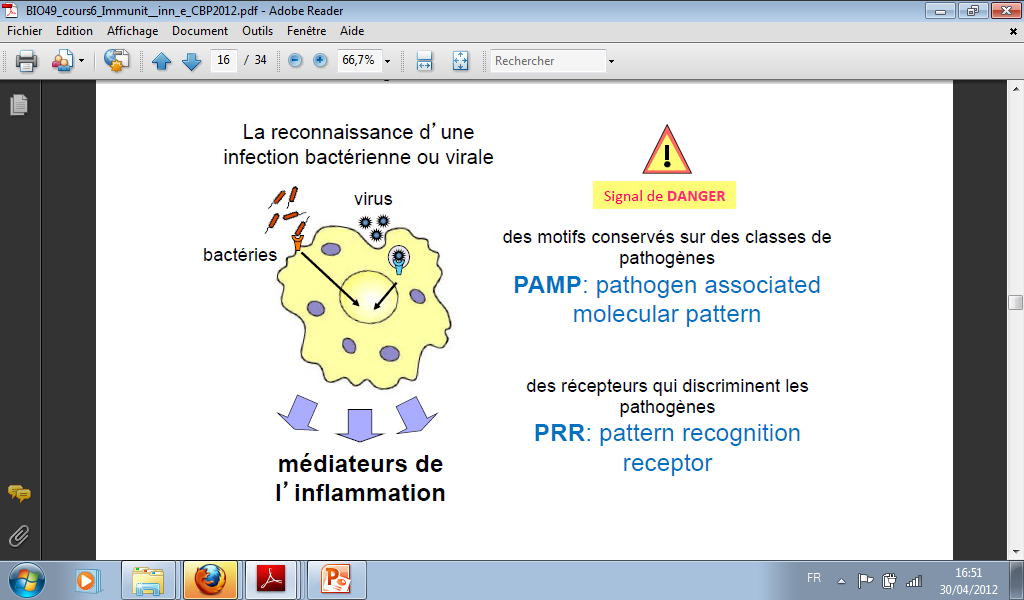 BIO49_cours6_Immunit__inn_e_CBP2012.pdf - Adobe Reader
Fichier Edition Affichage Document Outils Fenêtre Aide
16 / 34 66,7% Rechercher
La reconnaissance d’une
infection bactérienne ou virale
virus
bactéries
médiateurs de
l’inflammation
!
Signal de DANGER
des motifs conservés sur des classes de
pathogènes
PAMP: pathogen associated
molecular pattern
des récepteurs qui discriminent les
pathogènes
PRR: pattern recognition
receptor
FR
16:51
30/04/2012